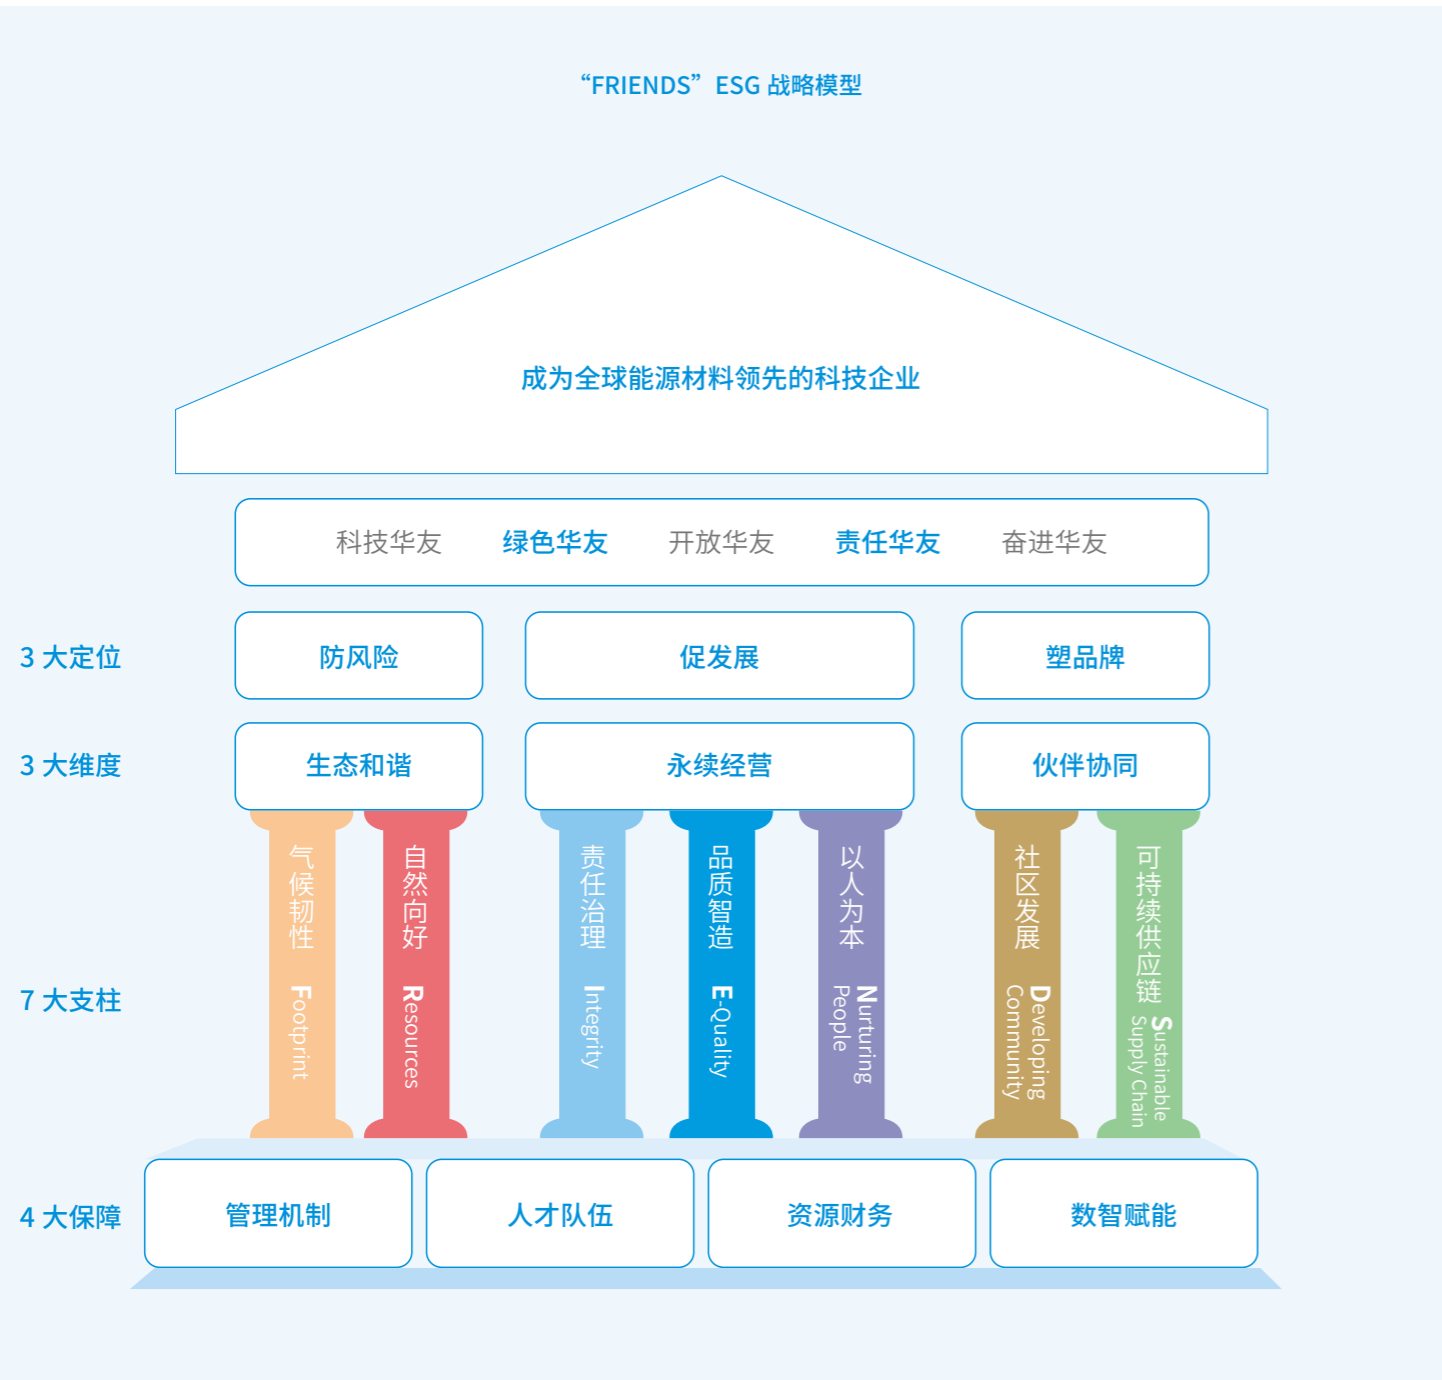 “FRIENDS”ESG 战略模型
成为全球能源材料领先的科技企业
科技华友 绿色华友 开放华友 责任华友 奋进华友
3 大定位
防风险
促发展
塑品牌
3 大维度
生态和谐
永续经营
伙伴协同
7 大支柱
气候韧性
Footprint
自然向好
Resources
责任治理
Integrity
品质智造
E-Quality
以人为本
Nurturing
People
社区发展
Developing
Community
可持续供应链
Sustainable
Supply Chain
4 大保障
管理机制
人才队伍
资源财务
数智赋能